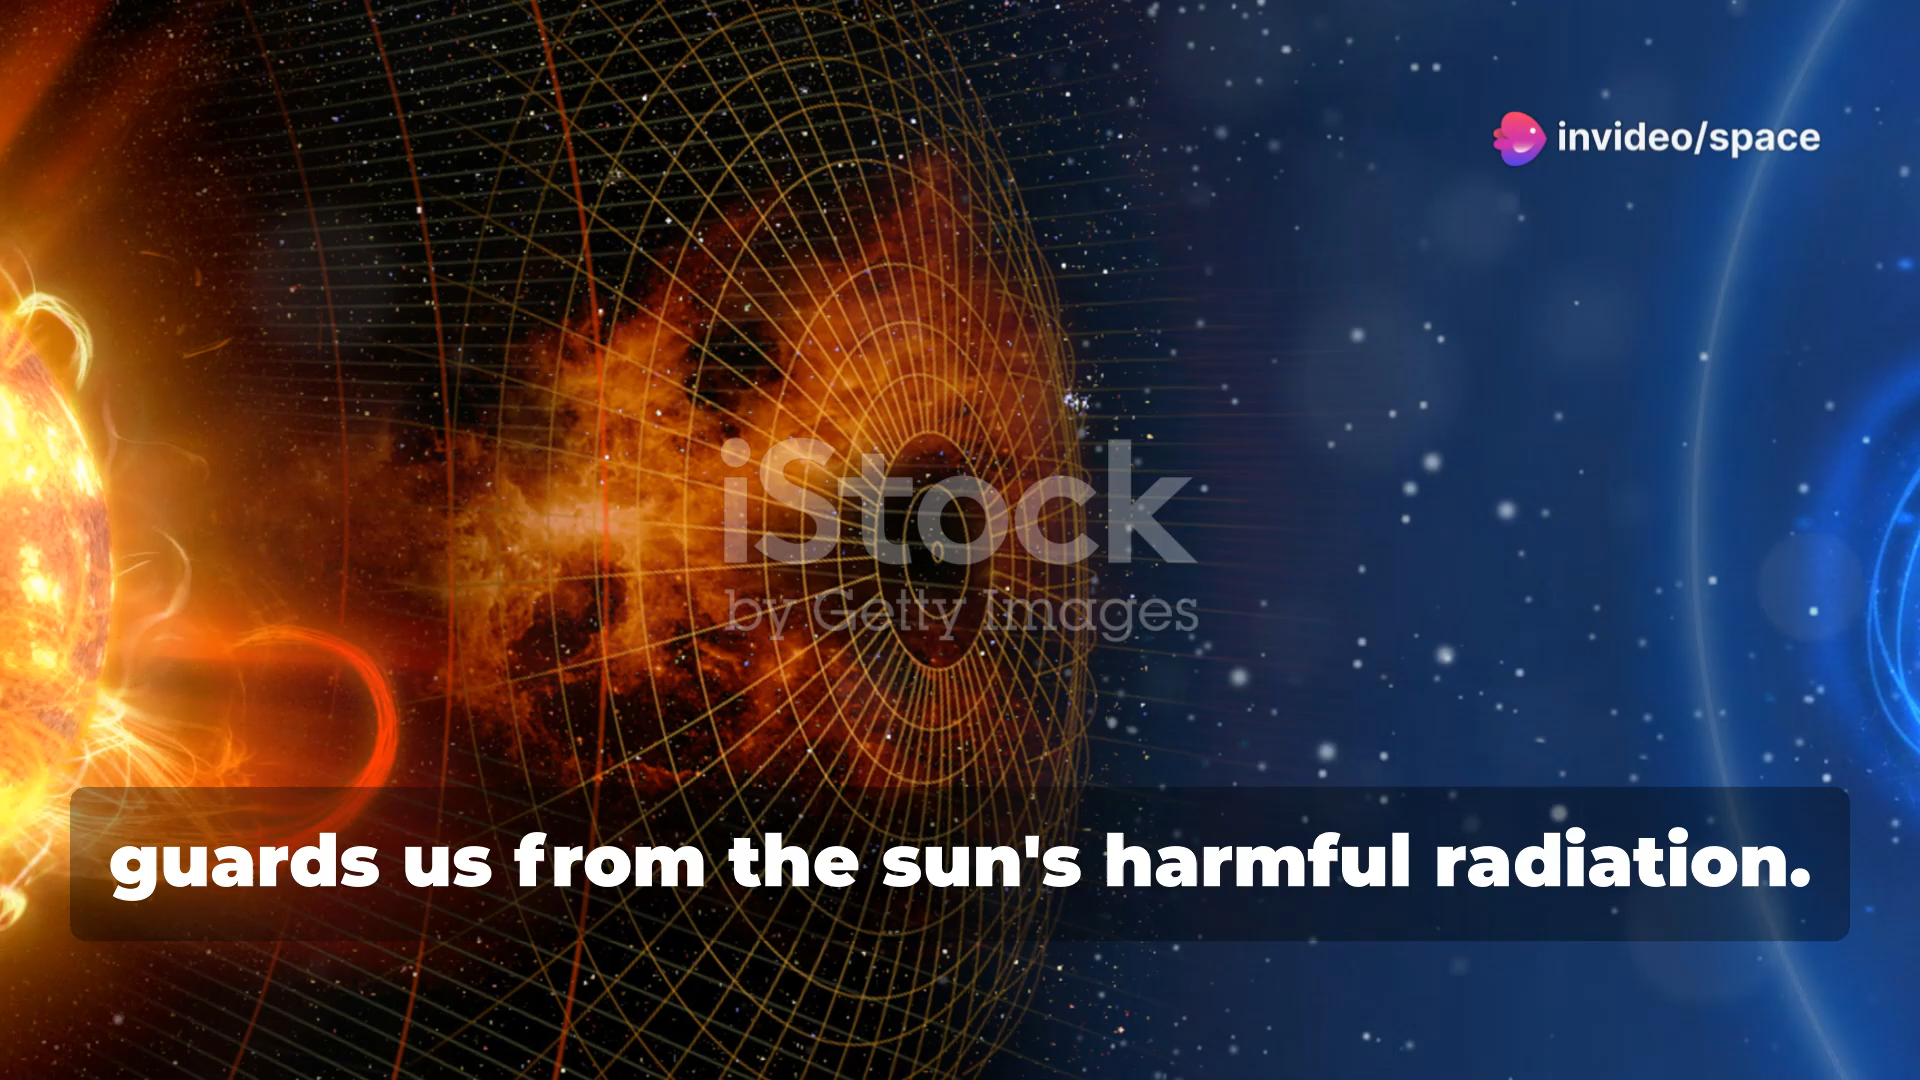 invideo/space
iStock
by Getty Images
guards us from the sun's harmful radiation.